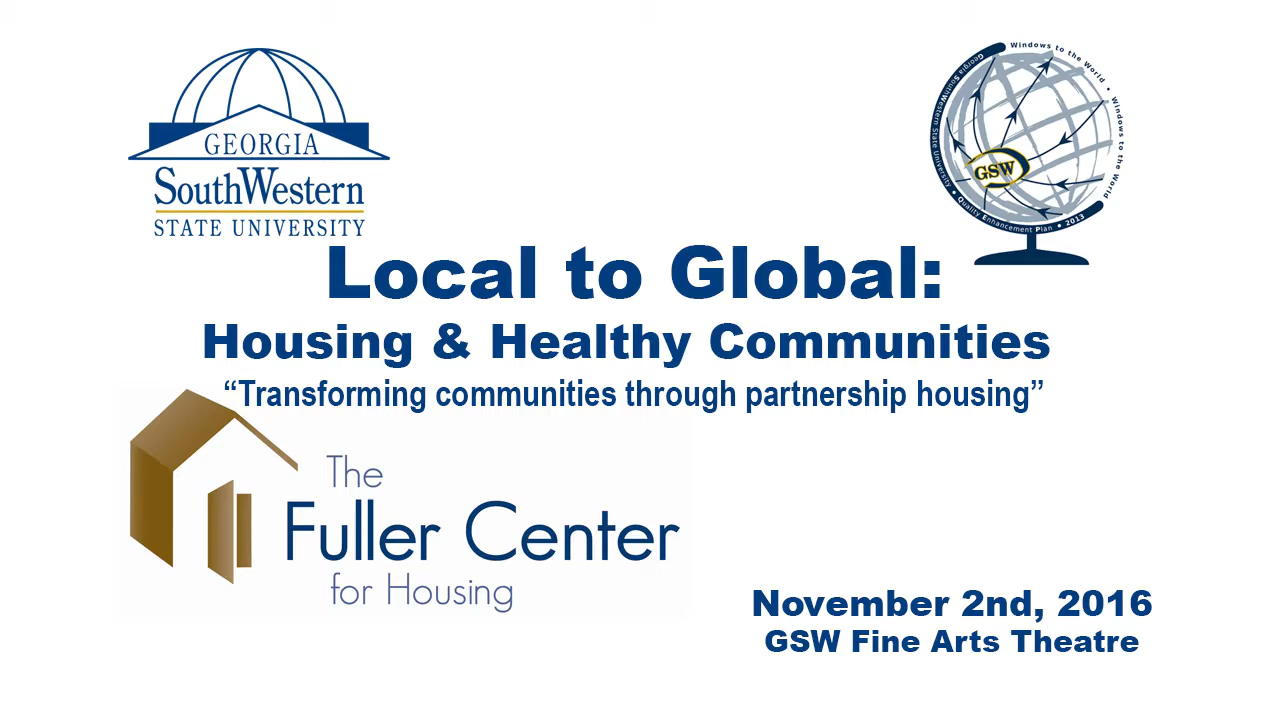 GEORGIA
SouthWestern
STATE UNIVERSITY
Windows to the World • Windows to the World
Georgia SouthWestern State University • Quality Enhancement Plan • 2013
GSW
Local to Global:
Housing & Healthy Communities
“Transforming communities through partnership housing”
The
Fuller Center
for Housing
November 2nd, 2016
GSW Fine Arts Theatre